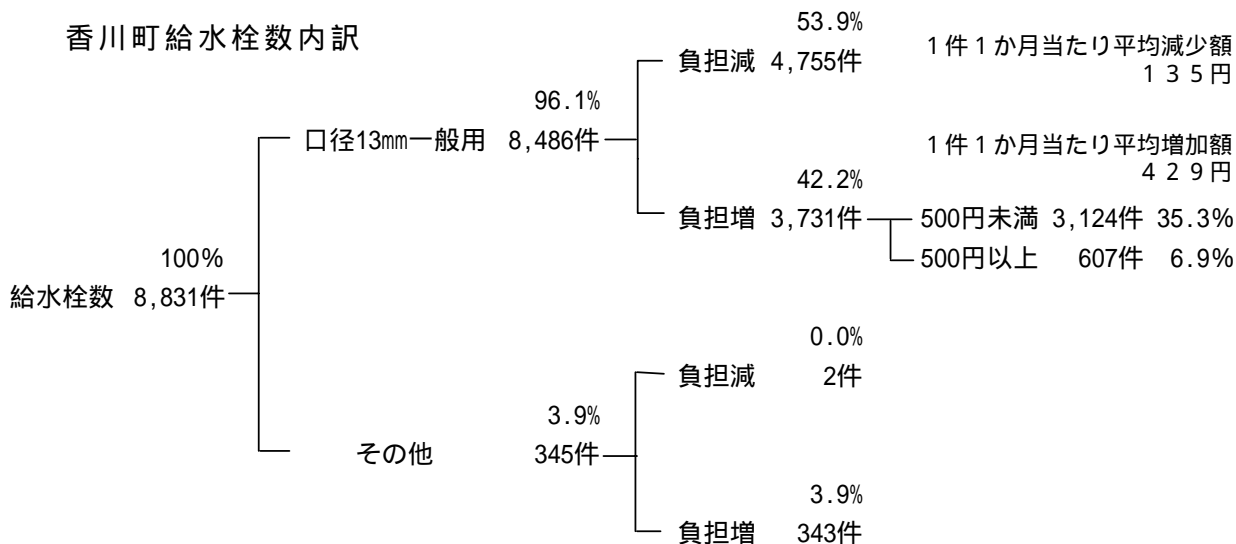 香川町給水栓数内訳
53.9%
負担減 4,755件
1件1か月当たり平均減少額
135円
96.1%
口径13㎜一般用 8,486件
1件1か月当たり平均増加額
429円
42.2%
負担増 3,731件
500円未満 3,124件 35.3%
500円以上 607件 6.9%
100%
給水栓数 8,831件
0.0%
負担減 2件
3.9%
その他 345件
3.9%
負担増 343件